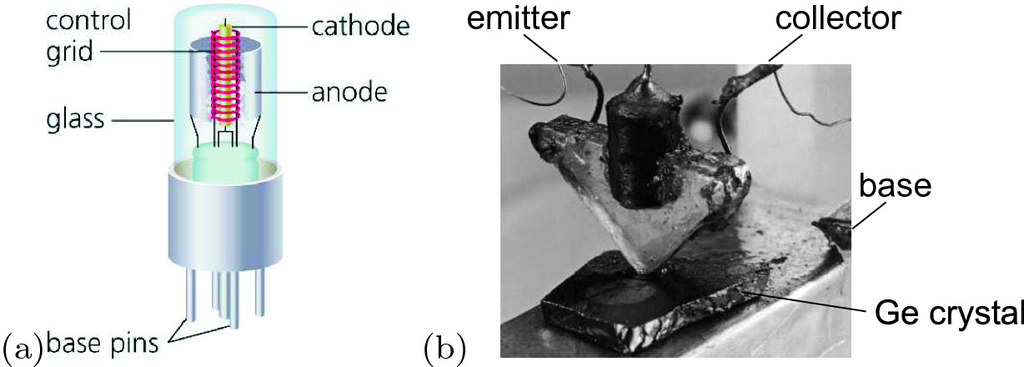 control
grid
glass
cathode
anode
(a)
base pins
emitter
collector
base
Ge crystal
(b)